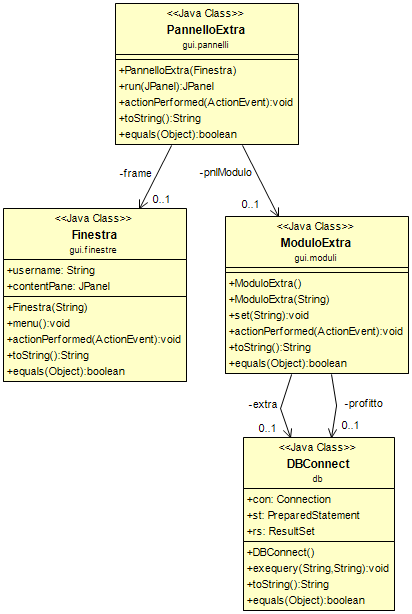 <<Java Class>>
PannelloExtra
gui.pannelli
+PannelloExtra(Finestra)
+run(JPanel):JPanel
+actionPerformed(ActionEvent):void
+toString():String
+equals(Object):boolean
-frame
0..1
-pnlModulo
0..1
<<Java Class>>
Finestra
gui.finestre
+username: String
+contentPane: JPanel
+Finestra(String)
+menu():void
+actionPerformed(ActionEvent):void
+toString():String
+equals(Object):boolean
<<Java Class>>
ModuloExtra
gui.moduli
+ModuloExtra()
+ModuloExtra(String)
+set(String):void
+actionPerformed(ActionEvent):void
+toString():String
+equals(Object):boolean
-extra
0..1
-profitto
0..1
<<Java Class>>
DBConnect
db
+con: Connection
+st: PreparedStatement
+rs: ResultSet
+DBConnect()
+exequery(String,String):void
+toString():String
+equals(Object):boolean